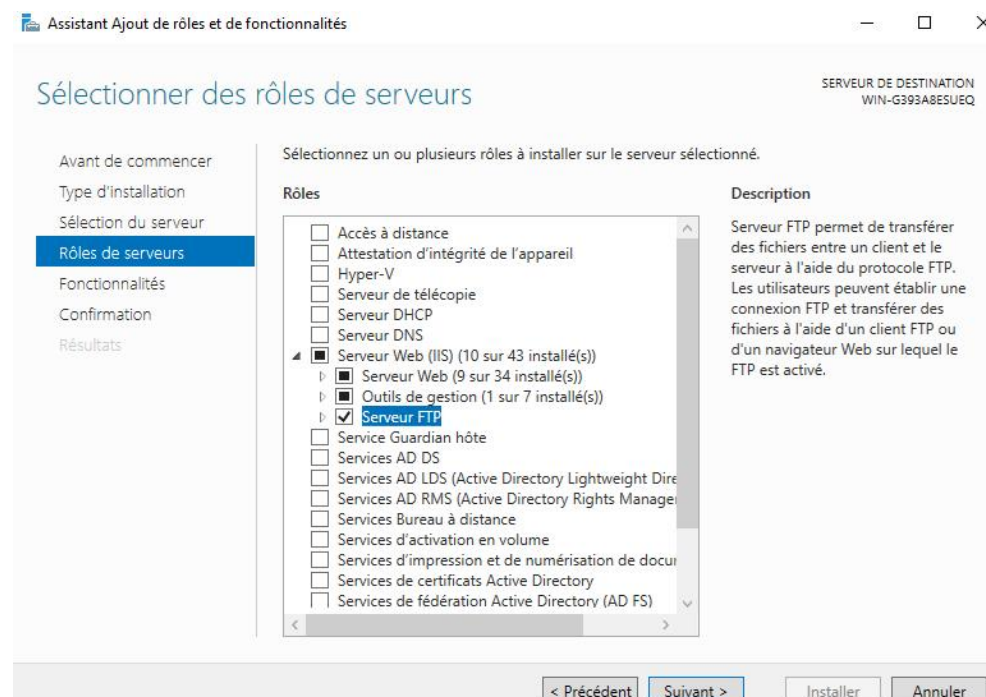 Assistant Ajout de rôles et de fonctionnalités
Sélectionner des rôles de serveurs
SERVEUR DE DESTINATION
WIN-G393A8ESUEQ
Avant de commencer
Type d'installation
Sélection du serveur
Rôles de serveurs
Fonctionnalités
Confirmation
Résultats
Sélectionnez un ou plusieurs rôles à installer sur le serveur sélectionné.
Rôles
Accès à distance
Attestation d'intégrité de l'appareil
Hyper-V
Serveur de télécopie
Serveur DHCP
Serveur DNS
Serveur Web (IIS) (10 sur 43 installé(s))
Serveur Web (9 sur 34 installé(s))
Outils de gestion (1 sur 7 installé(s))
Serveur FTP
Service Guardian hôte
Services AD DS
Services AD LDS (Active Directory Lightweight Dire
Services AD RMS (Active Directory Rights Manage
Services Bureau à distance
Services d'activation en volume
Services d'impression et de numérisation de docu
Services de certificats Active Directory
Services de fédération Active Directory (AD FS)
Description
Serveur FTP permet de transférer
des fichiers entre un client et le
serveur à l'aide du protocole FTP.
Les utilisateurs peuvent établir une
connexion FTP et transférer des
fichiers à l'aide d'un client FTP ou
d'un navigateur Web sur lequel le
FTP est activé.
< Précédent
Suivant >
Installer
Annuler